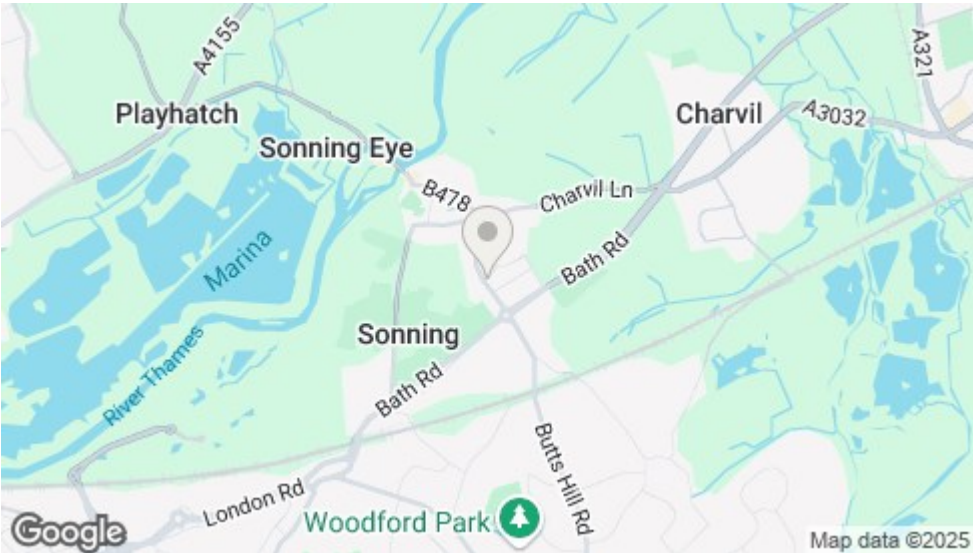 A4155
A321
Playhatch
Charvil
A3032
Sonning Eye
B478
Charvil Ln
Marina
Bath Rd
Sonning
River Thames
Bath Rd
Butts Hill Rd
London Rd
Woodford Park
Google
Map data ©2025